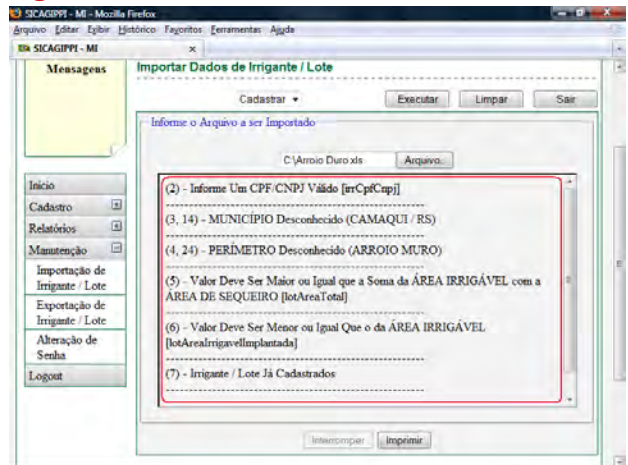 SICAGIPPI - MI - Mozilla Firefox
Arquivo Editar Exibir Histórico Favoritos Ferramentas Ajuda
SICAGIPPI - MI
Mensagens
Importar Dados de Irrigante / Lote
Cadastrar
Executar
Limpar
Sair
Informe o Arquivo a ser Importado
C:\Arroio Duro.xls
Arquivo..
Início
Cadastro
Relatórios
Manutenção
Importação de
Irrigante / Lote
Exportação de
Irrigante / Lote
Alteração de
Senha
Logout
(2) - Informe Um CPF/CNPJ Válido [irrCpfCnpj]
(3, 14) - MUNICÍPIO Desconhecido (CAMAQUI / RS)
(4, 24) - PERÍMETRO Desconhecido (ARROIO MURO)
(5) - Valor Deve Ser Maior ou Igual que a Soma da ÁREA IRRIGÁVEL com a
ÁREA DE SEQUEIRO [lotAreaTotal]
(6) - Valor Deve Ser Menor ou Igual Que o da ÁREA IRRIGÁVEL
[lotAreaIrrigavelImplantada]
(7) - Irrigante / Lote Já Cadastrados
Interromper
Imprimir